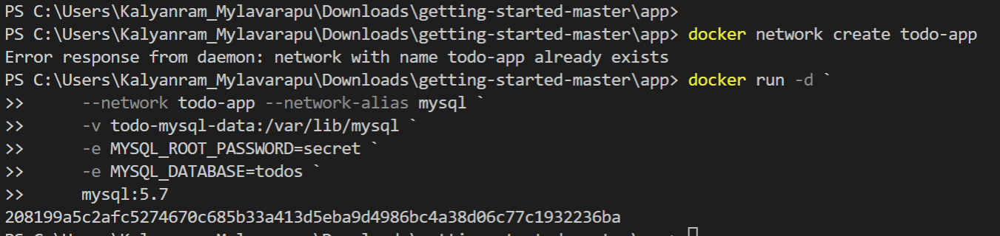 PS C:\Users\Kalyanram_Mylavarapu\Downloads\getting-started-master\app>
PS C:\Users\Kalyanram_Mylavarapu\Downloads\getting-started-master\app> docker network create todo-app
Error response from daemon: network with name todo-app already exists
PS C:\Users\Kalyanram_Mylavarapu\Downloads\getting-started-master\app> docker run -d `
>>     --network todo-app --network-alias mysql `
>>     -v todo-mysql-data:/var/lib/mysql `
>>     -e MYSQL_ROOT_PASSWORD=secret `
>>     -e MYSQL_DATABASE=todos `
>>     mysql:5.7
208199a5c2afc5274670c685b33a413d5eba9d4986bc4a38d06c77c1932236ba
PS C:\Users\Kalyanram_Mylavarapu\Downloads\getting-started-master\app>